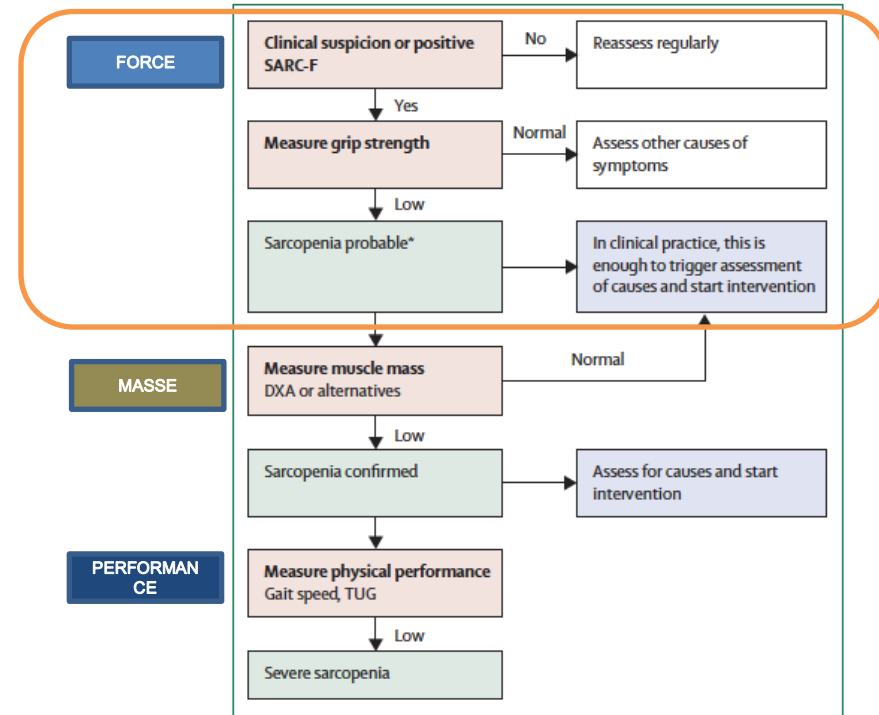 FORCE
Clinical suspicion or positive
SARC-F
No
Reassess regularly
Yes
Measure grip strength
Normal
Assess other causes of
symptoms
Low
Sarcopenia probable*
In clinical practice, this is
enough to trigger assessment
of causes and start intervention
MASSE
Measure muscle mass
DXA or alternatives
Normal
Low
Sarcopenia confirmed
Assess for causes and start
intervention
PERFORMAN
CE
Measure physical performance
Gait speed, TUG
Low
Severe sarcopenia